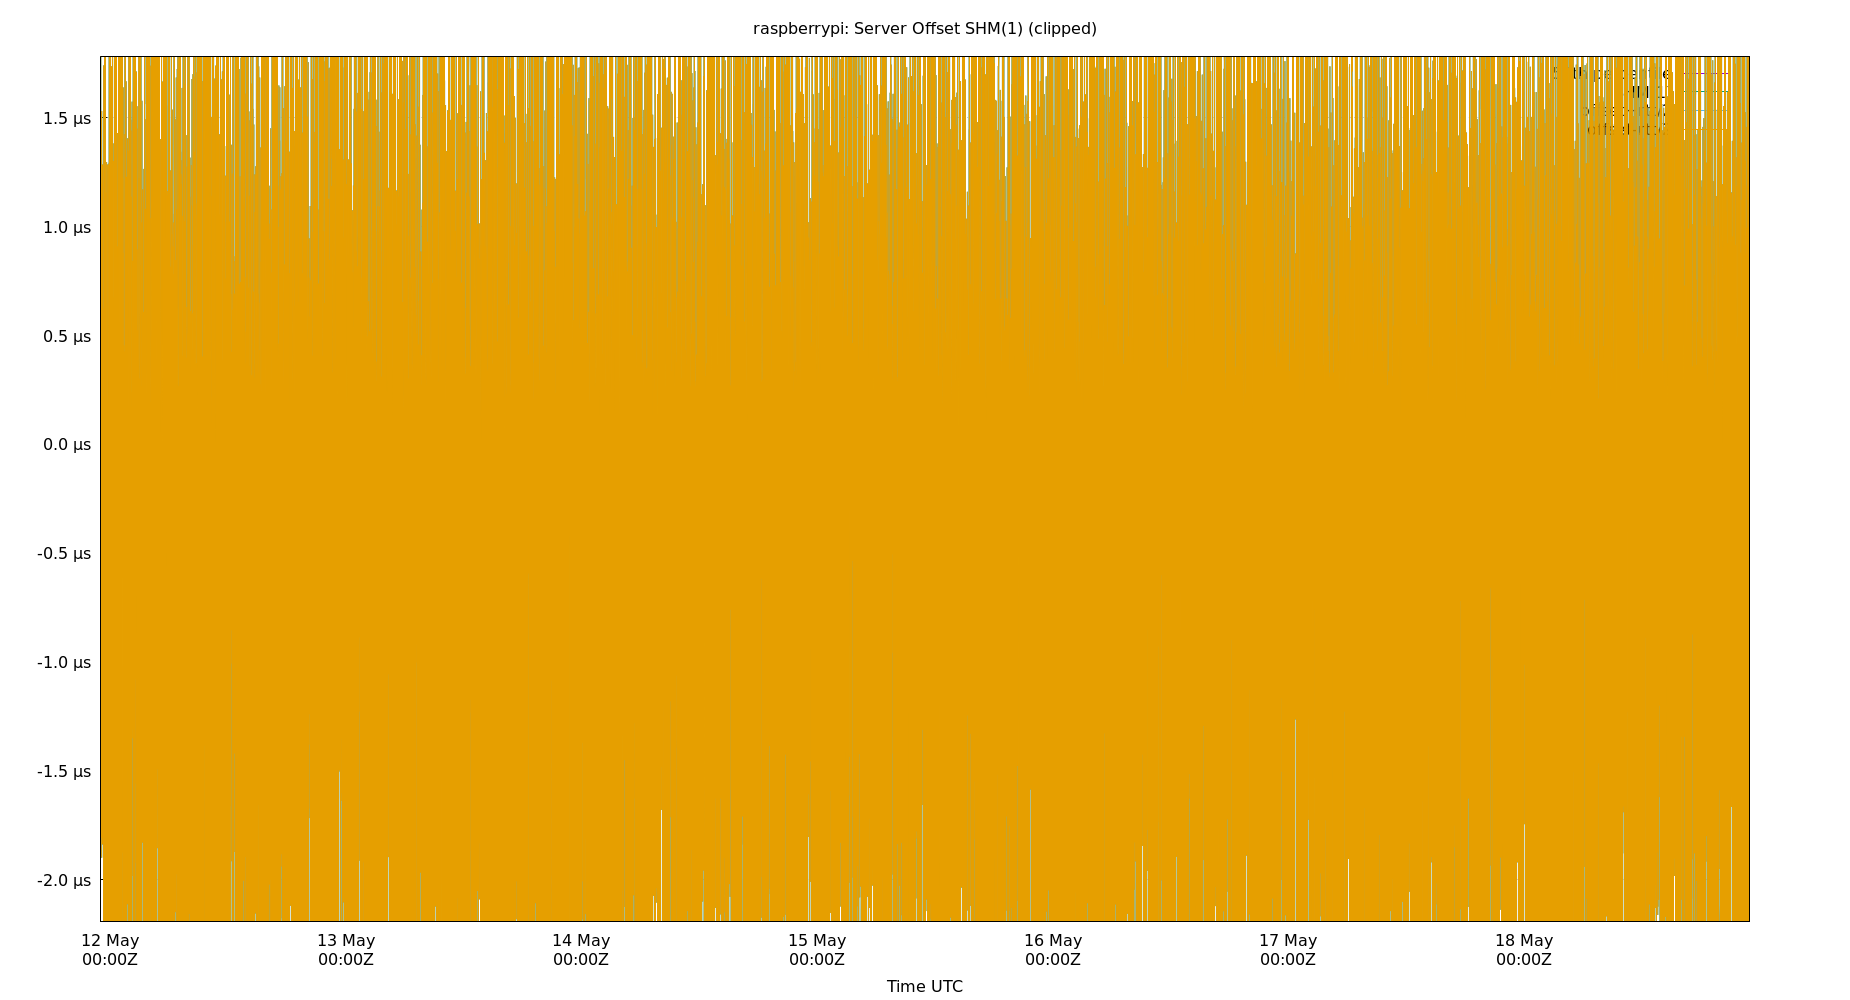 raspberrypi: Server Offset SHM(1) (clipped)
1.5 µs
1.0 µs
0.5 µs
0.0 µs
-0.5 µs
-1.0 µs
-1.5 µs
-2.0 µs
12 May 13 May 14 May 15 May 16 May 17 May 18 May
00:00Z 00:00Z 00:00Z 00:00Z 00:00Z 00:00Z 00:00Z
Time UTC